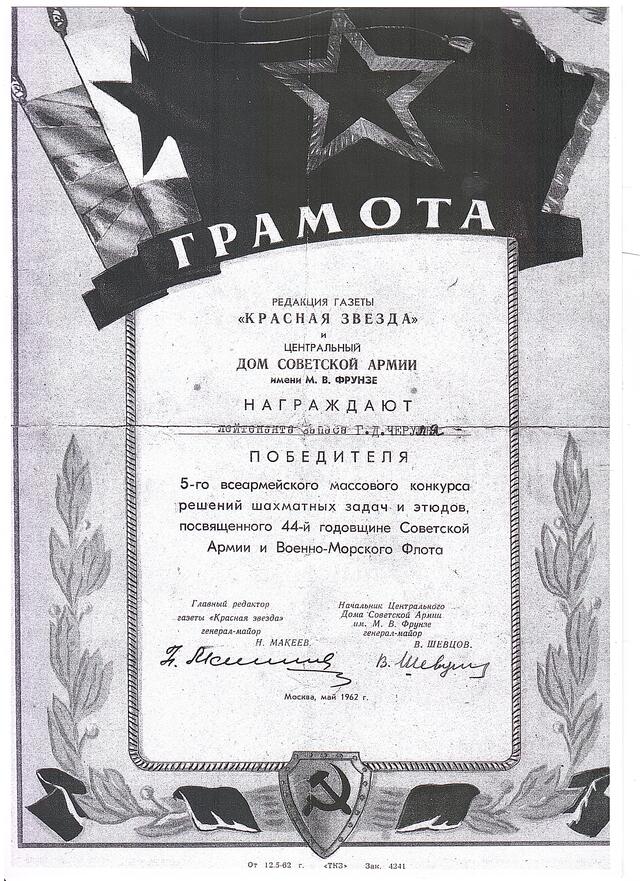 ГРАМОТА
РЕДАКЦИЯ ГАЗЕТЫ
«КРАСНАЯ ЗВЕЗДА»
и
ЦЕНТРАЛЬНЫЙ
ДОМ СОВЕТСКОЙ АРМИИ
имени М. В. ФРУНЗЕ
НАГРАЖДАЮТ
лейтенанта запаса Г.Д.
ПОБЕДИТЕЛЯ
5-го всеармейского массового конкурса
решений шахматных задач и этюдов,
посвященного 44-й годовщине Советской
Армии и Военно-Морского Флота
Главный редактор
газеты «Красная звезда»
генерал-майор
Н. МАКЕЕВ.
Начальник Центрального
Дома Советской Армии
им. М. В. Фрунзе
генерал-майор
В. ШЕВЦОВ.
Москва, май 1962 г.
От 12.5-62 г. «ТКЗ» Зак. 4241